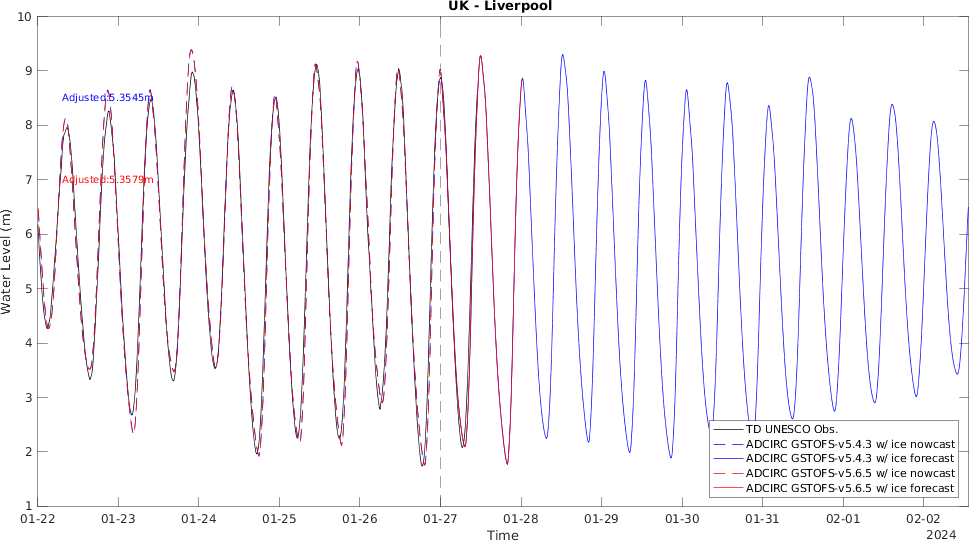 UK - Liverpool
10
9
8
7
6
5
4
3
2
1
Water Level (m)
Adjusted:5.3545m
Adjusted:5.3579m
TD UNESCO Obs.
ADCIRC GSTOFS-v5.4.3 w/ ice nowcast
ADCIRC GSTOFS-v5.4.3 w/ ice forecast
ADCIRC GSTOFS-v5.6.5 w/ ice nowcast
ADCIRC GSTOFS-v5.6.5 w/ ice forecast
01-22 01-23 01-24 01-25 01-26 01-27 01-28 01-29 01-30 01-31 02-01 02-02
Time
2024